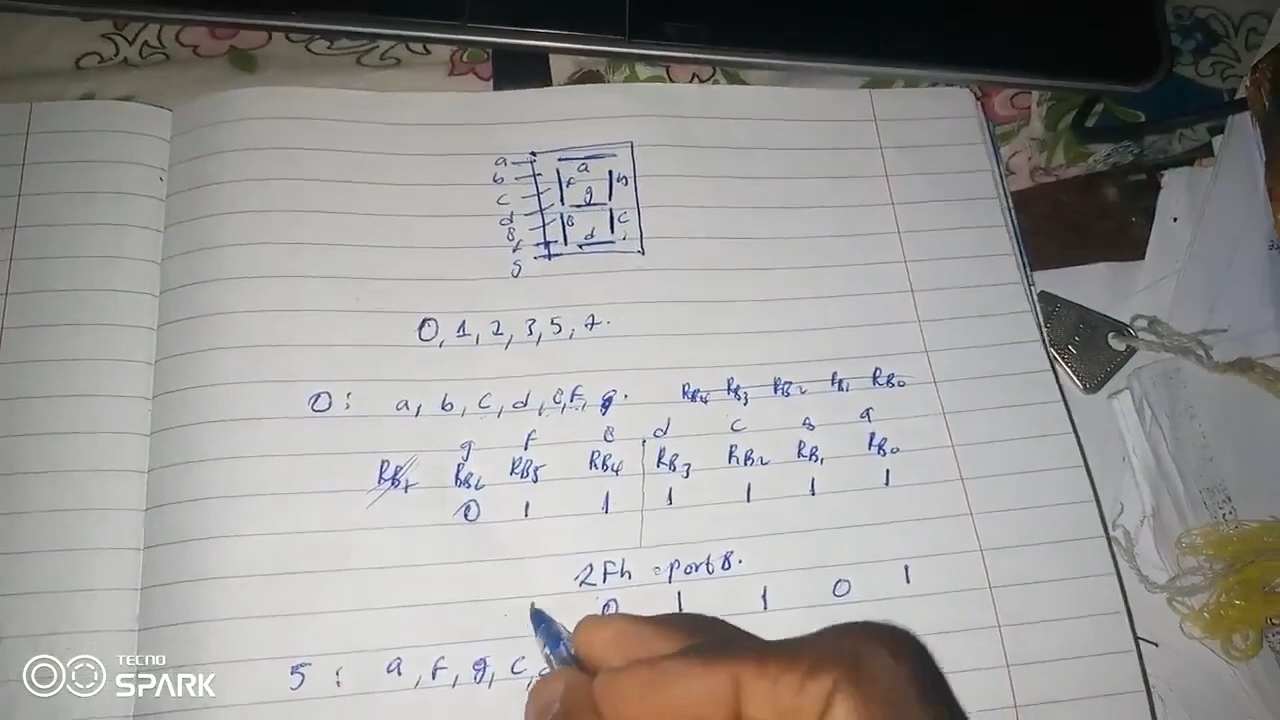 a
b
c
d
e
f
g
a
f b
g
e c
d
0, 1, 2, 3, 5, 7.
0 : a, b, c, d, e, f, g. RB4 RB3 RB2 RB1 RB0
g f e d c B a
RB7 RB6 RB5 RB4 RB3 RB2 RB1 RB0
0 1 1 1 1 1 1
2Fh = port B.
0 1 1 0 1
5 : a, f, g, c,
TECNO
SPARK